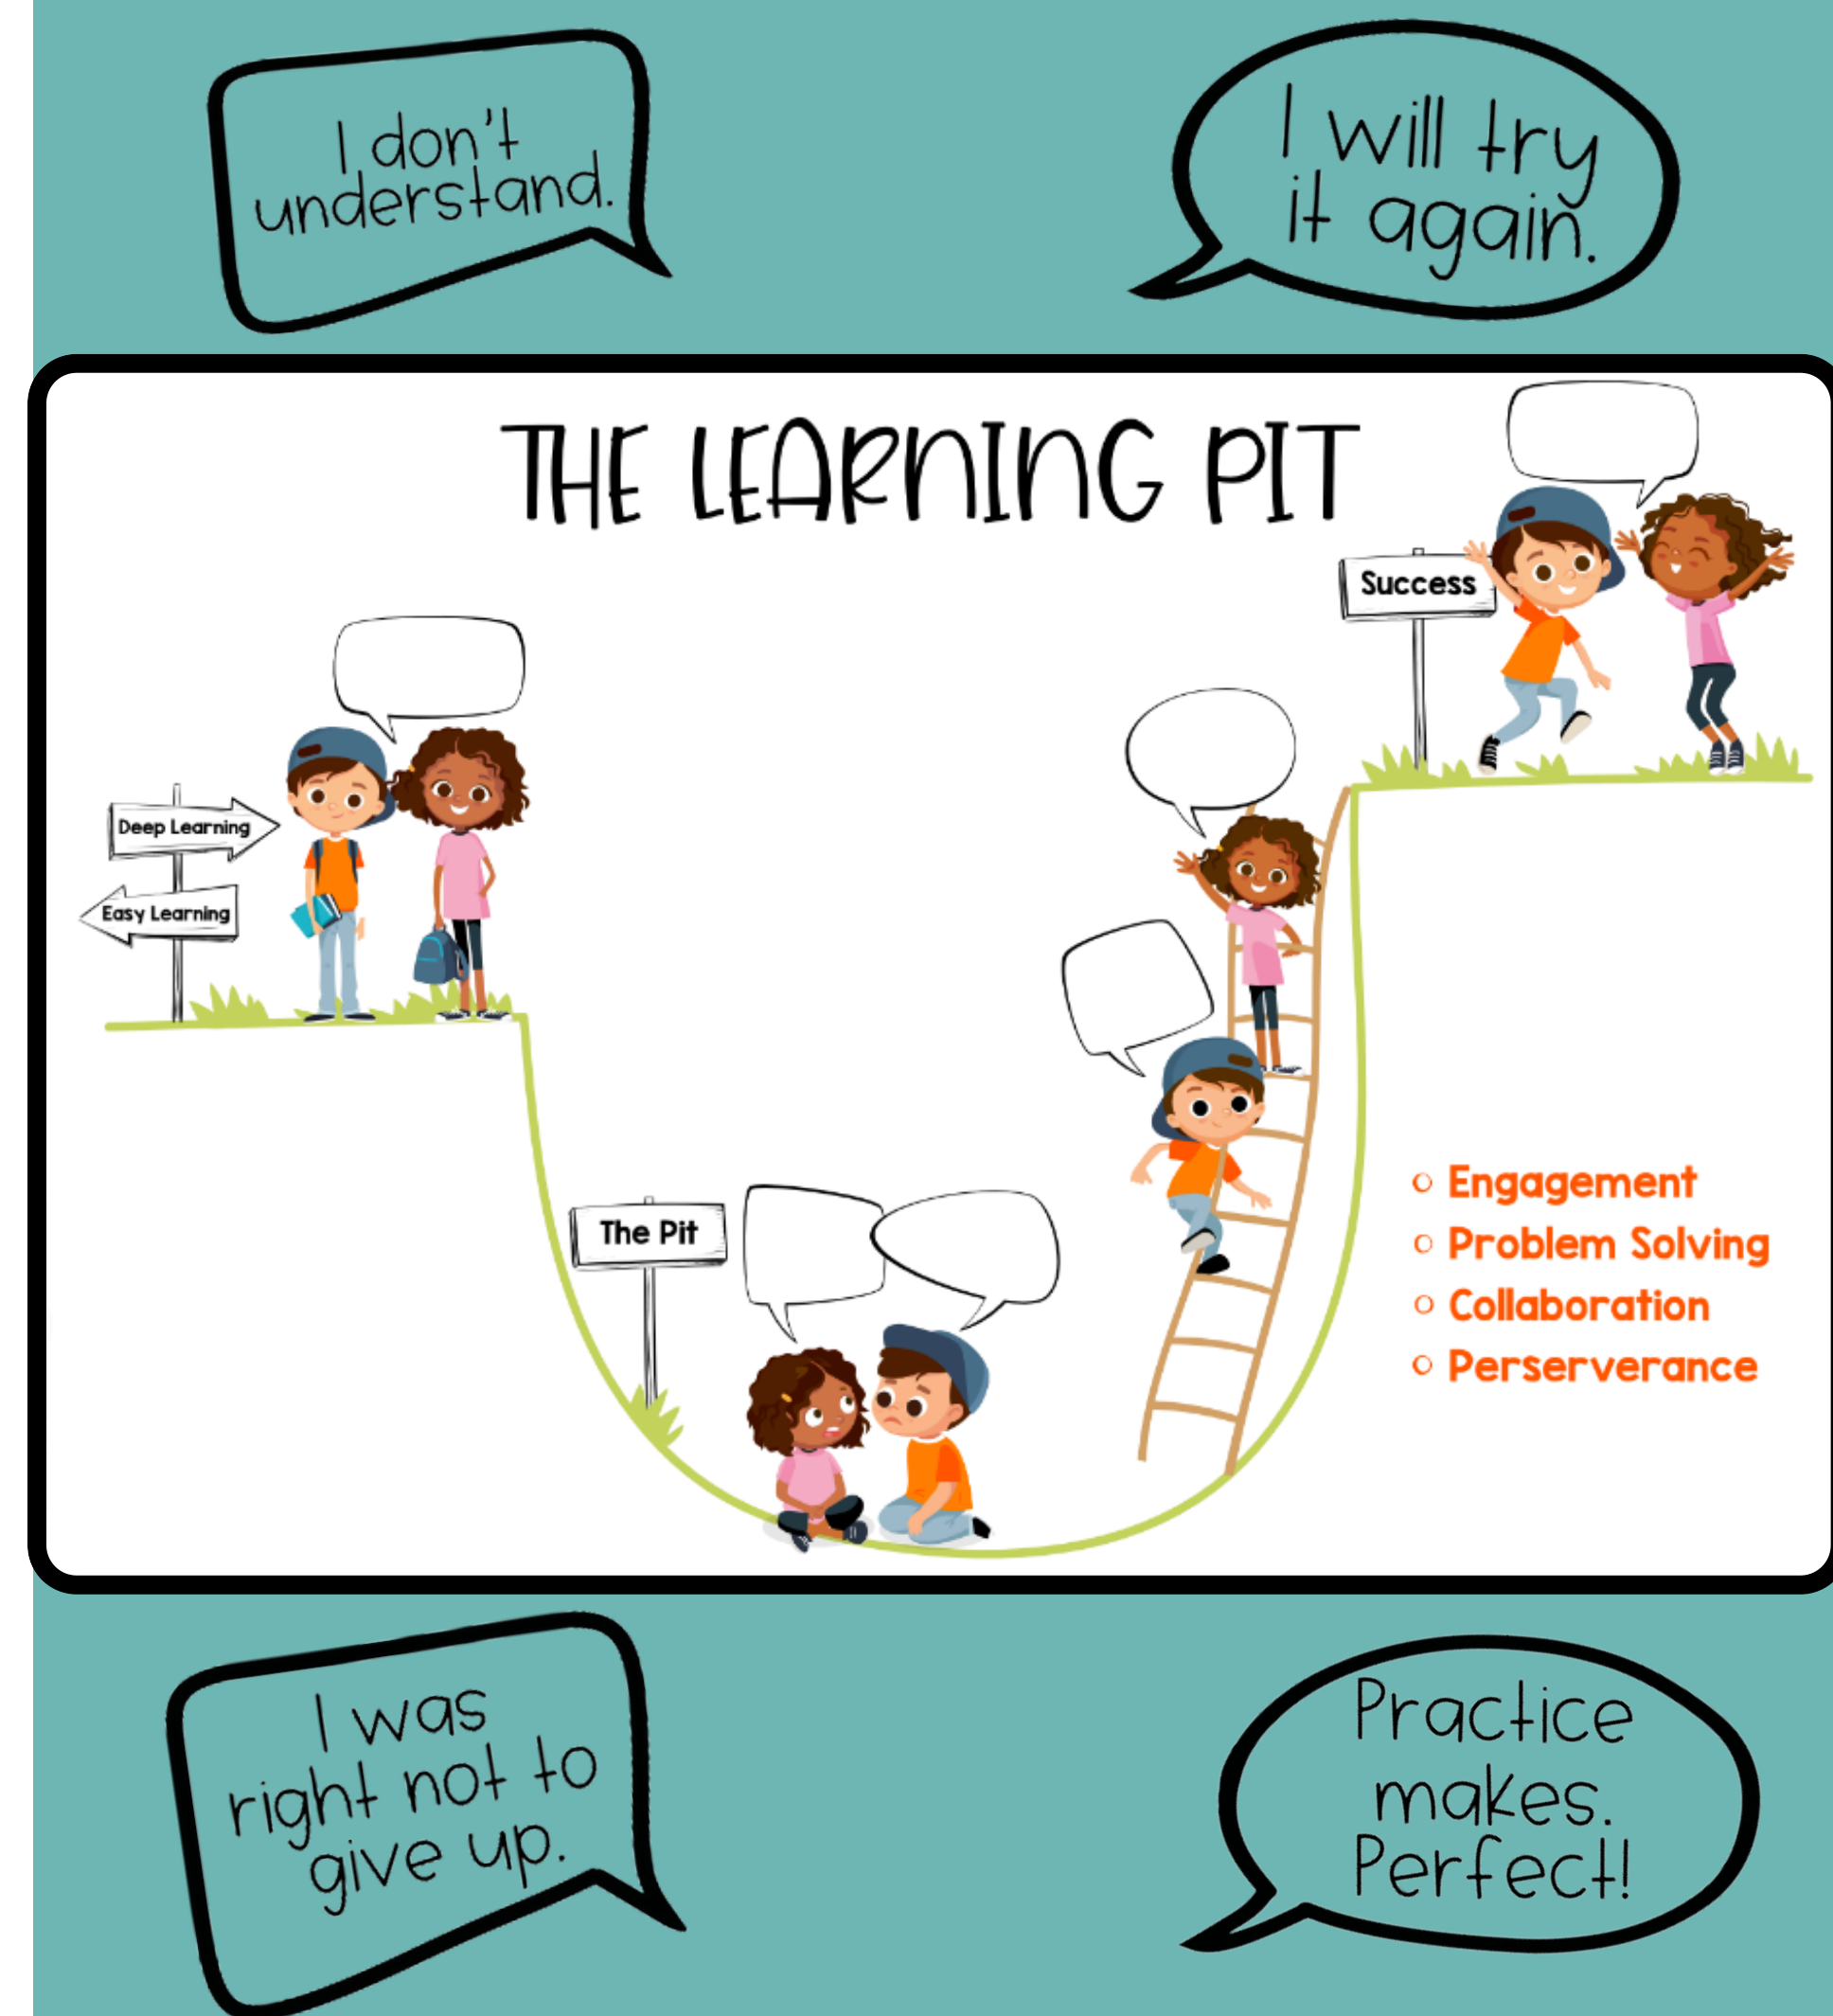 I don't
understand.
I will try
it again.
THE LEARNING PIT
Success
Deep Learning
Easy Learning
The Pit
Engagement
Problem Solving
Collaboration
Perserverance
I was
right not to
give up.
Practice
makes.
Perfect!